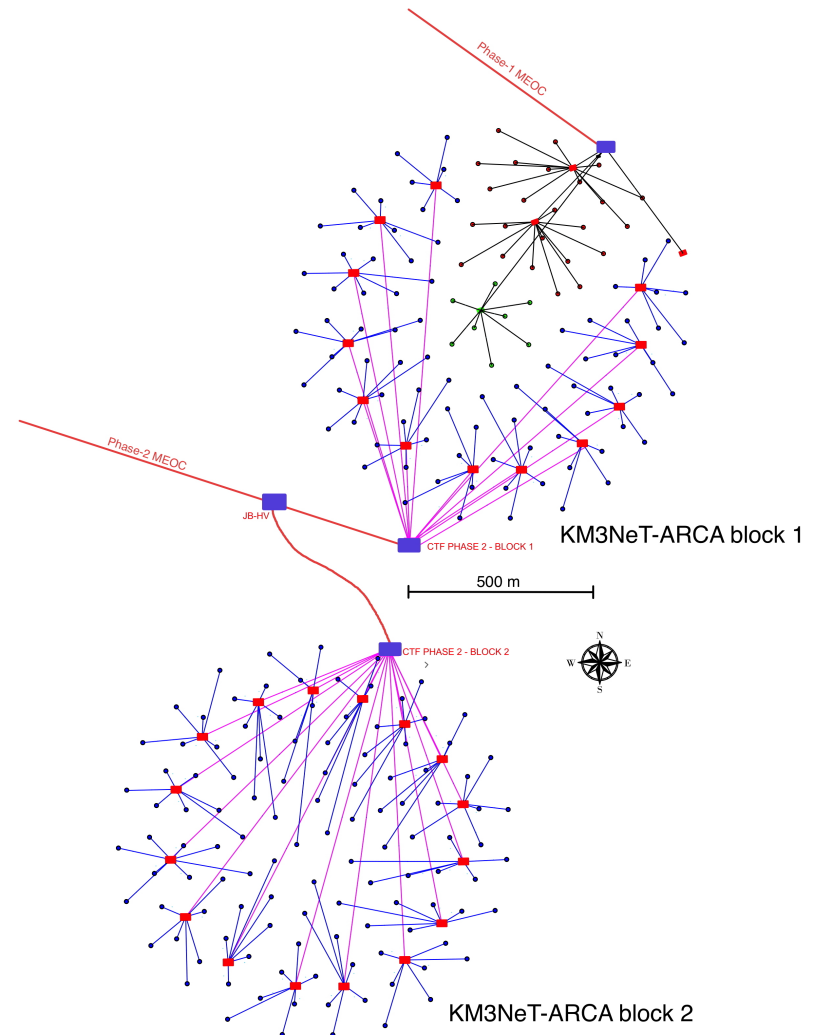 Phase-1 MEOC
Phase-2 MEOC
JB-HV
CTF PHASE 2 - BLOCK 1
KM3NeT-ARCA block 1
500 m
CTF PHASE 2 - BLOCK 2
N
W E
S
KM3NeT-ARCA block 2